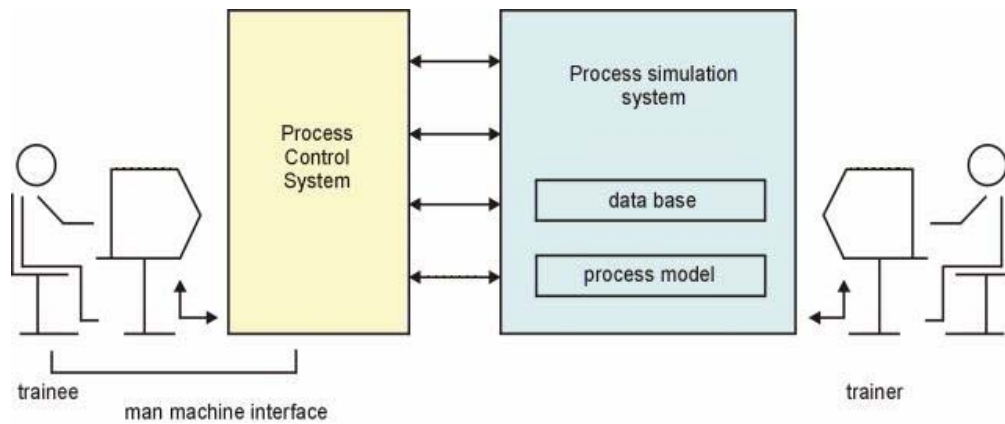 Process
Control
System
Process simulation
system
data base
process model
trainee
man machine interface
trainer